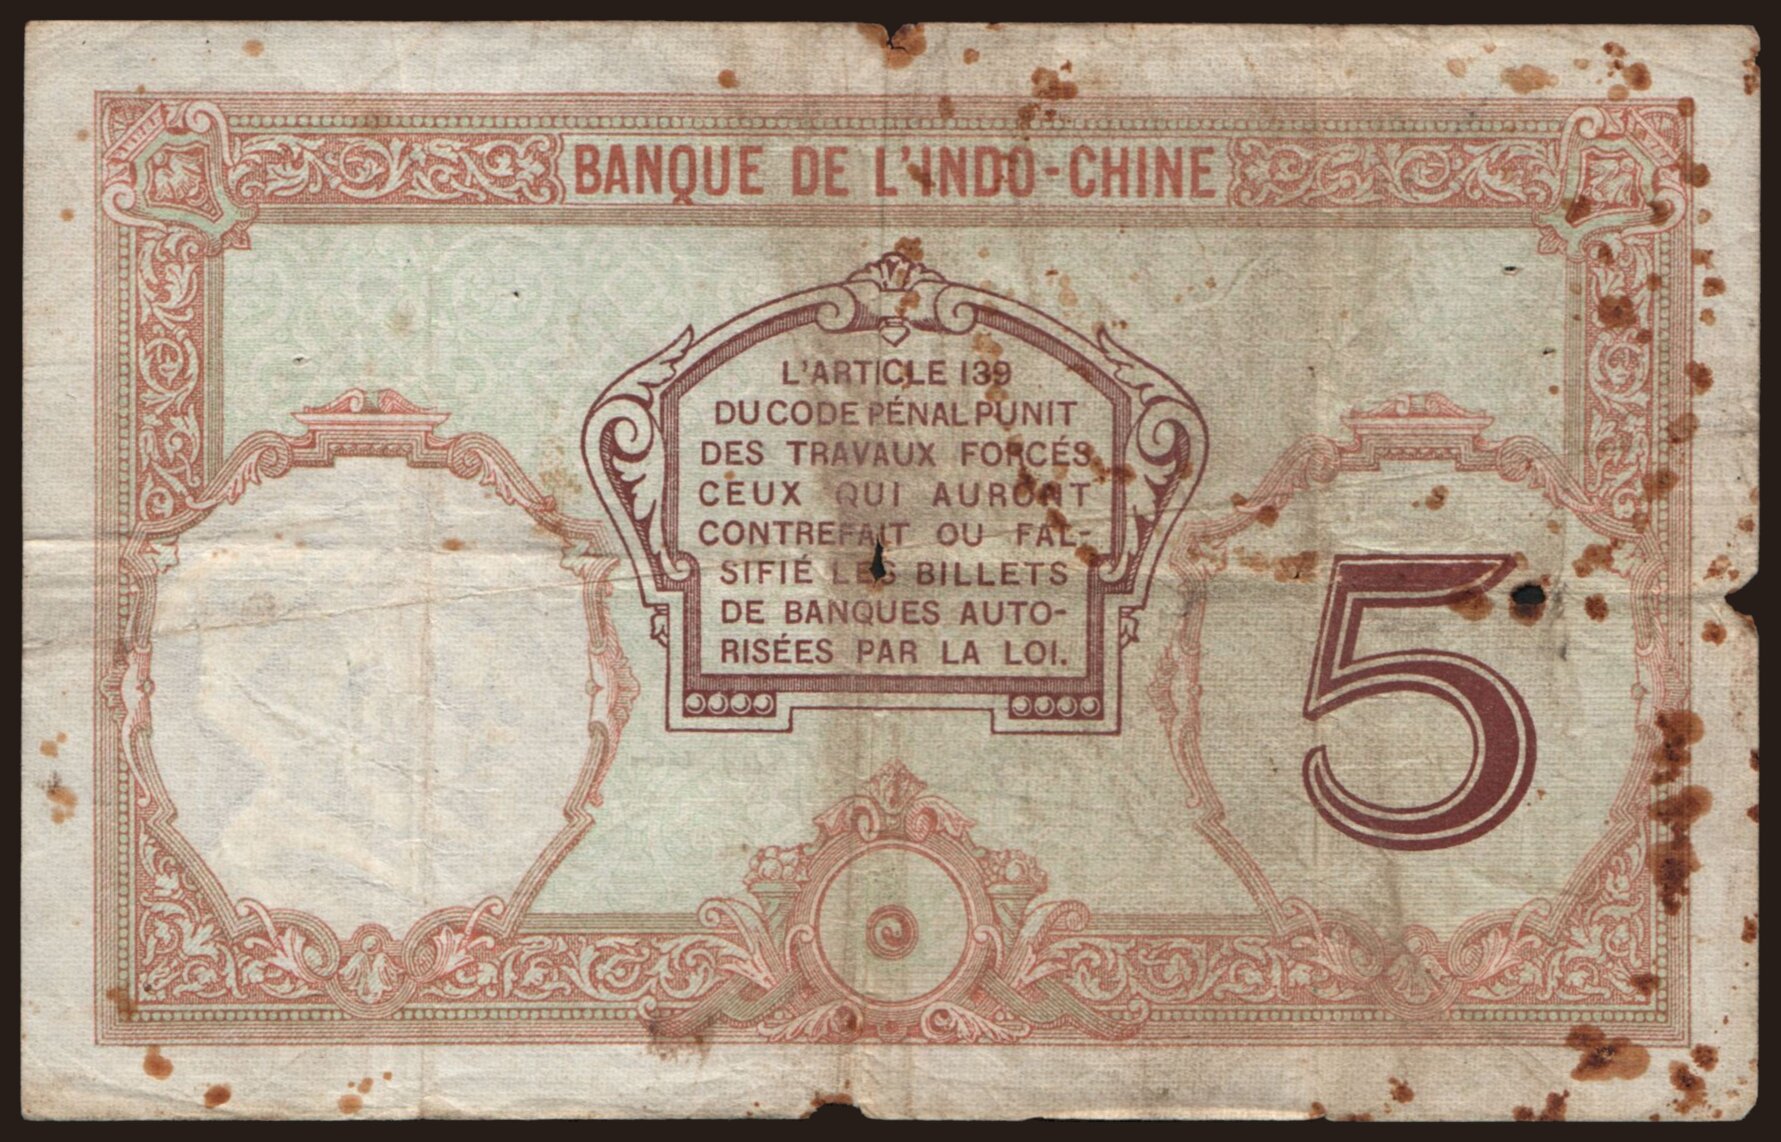 BANQUE DE L'INDO-CHINE
L'ARTICLE 139
DU CODE PÉNAL PUNIT
DES TRAVAUX FORCÉS
CEUX QUI AURONT
CONTREFAIT OU FAL-
SIFIÉ LES BILLETS
DE BANQUES AUTO-
RISÉES PAR LA LOI.
5